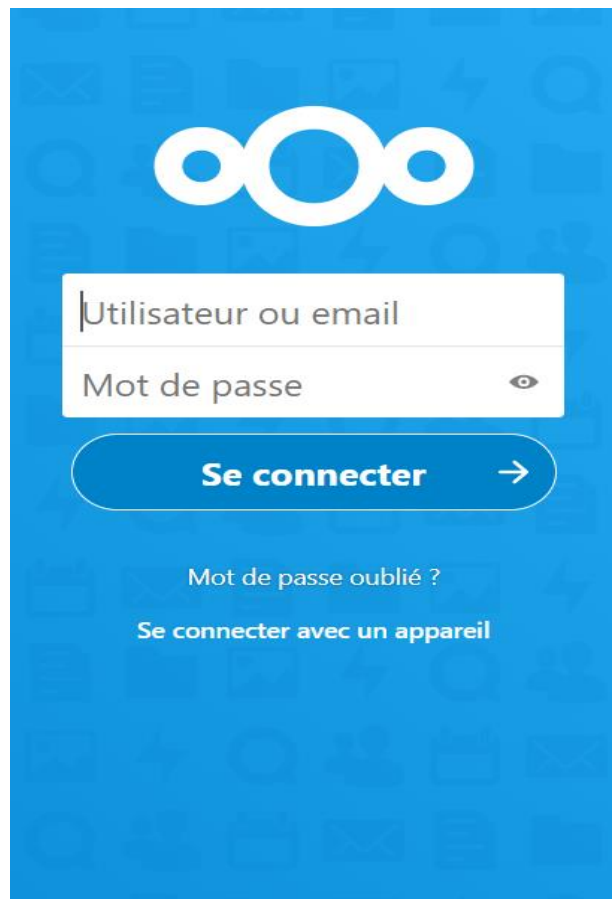 Utilisateur ou email
Mot de passe
Se connecter
Mot de passe oublié ?
Se connecter avec un appareil